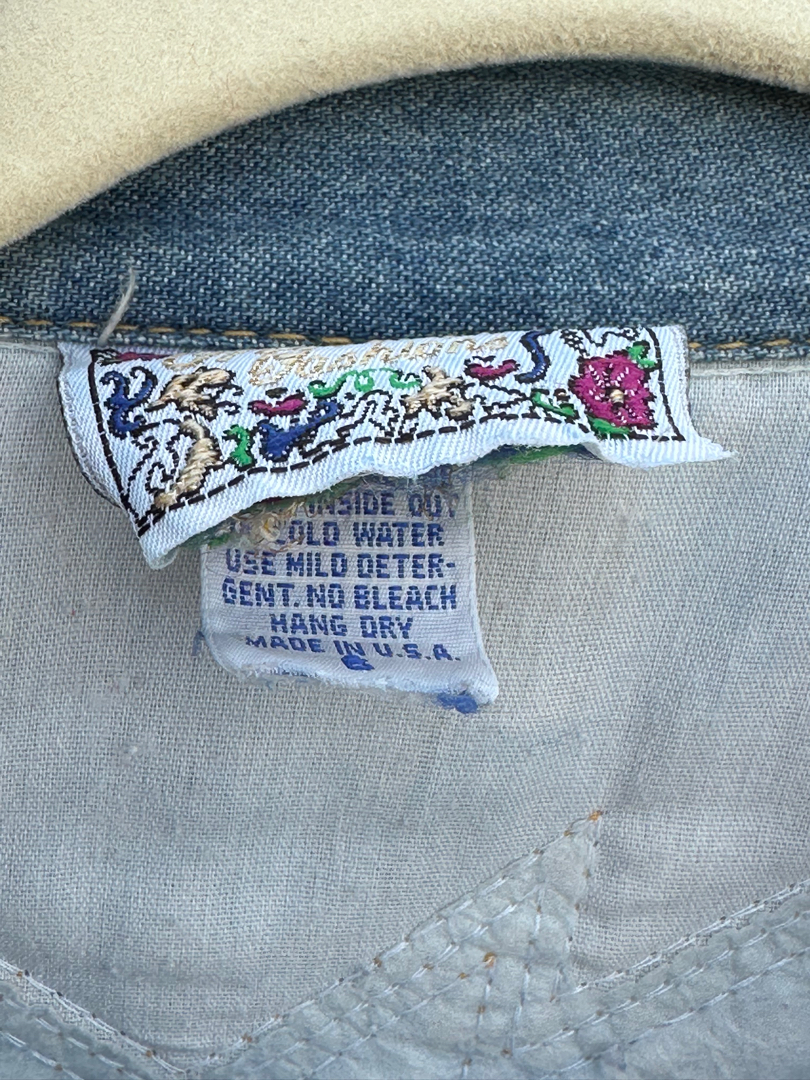 INSIDE OUT
COLD WATER
USE MILD DETER-
GENT. NO BLEACH
HANG DRY
MADE IN U.S.A.